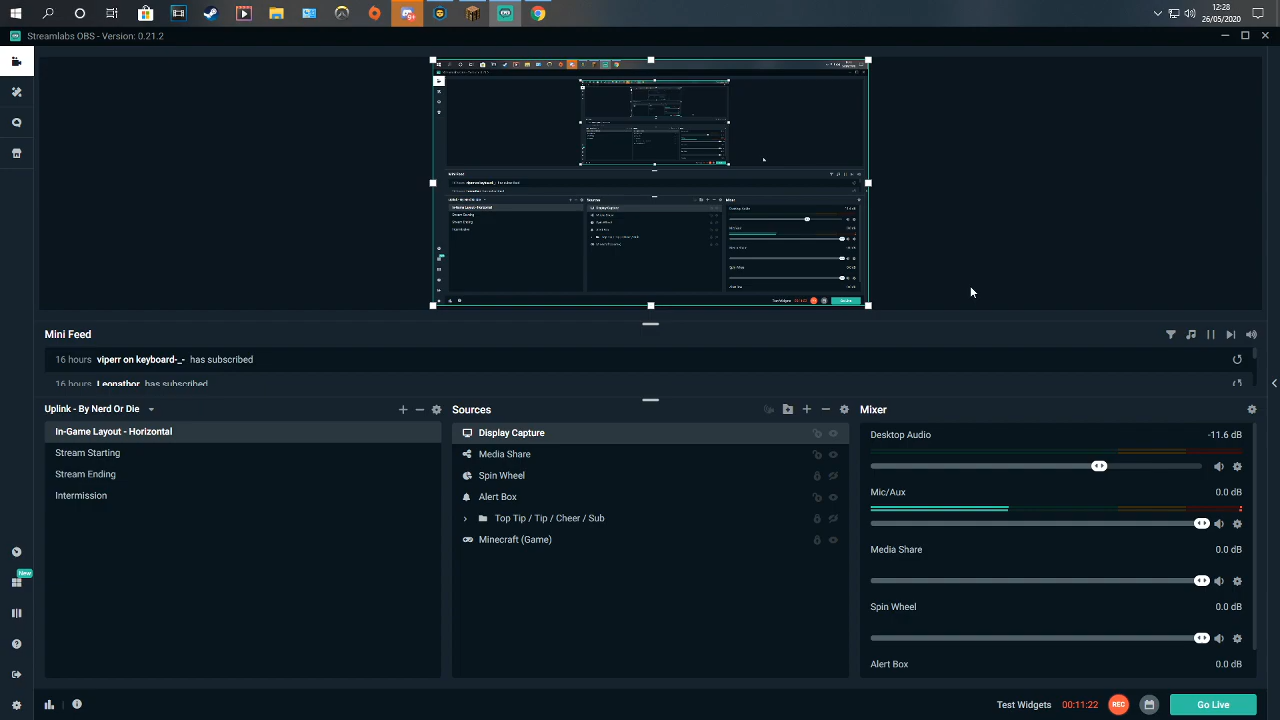 9+
26/05/2020
Streamlabs OBS - Version: 0.21.2
Mini Feed
16 hours viperr on keyboard-_- has subscribed
16 hours Leonathor has subscribed
Uplink - By Nerd Or Die
In-Game Layout - Horizontal
Stream Starting
Stream Ending
Intermission
Sources
Display Capture
Media Share
Spin Wheel
Alert Box
Top Tip / Tip / Cheer / Sub
Minecraft (Game)
Mixer
Desktop Audio -11.6 dB
Mic/Aux 0.0 dB
Media Share 0.0 dB
Spin Wheel 0.0 dB
Alert Box 0.0 dB
New
Test Widgets 00:11:22 REC Go Live